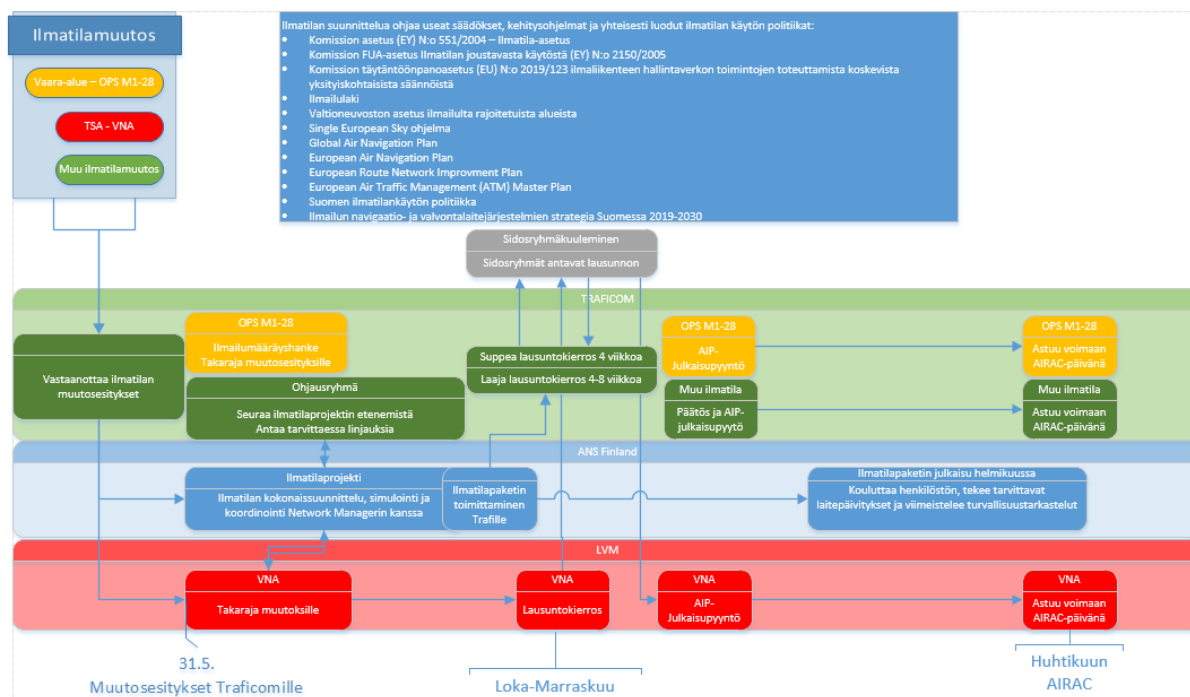 Ilmatilamuutos
Vaara-alue – OPS M1-28
TSA - VNA
Muu ilmatilamuutos
Ilmatilan suunnittelua ohjaa useat säädökset, kehitysohjelmat ja yhteisesti luodut ilmatilan käytön politiikat:
• Komission asetus (EY) N:o 551/2004 – Ilmatila-asetus
• Komission FUA-asetus Ilmatilan joustavasta käytöstä (EY) N:o 2150/2005
• Komission täytäntöönpanoasetus (EU) N:o 2019/123 ilmaliikenteen hallintaverkon toimintojen toteuttamista koskevista
yksityiskohtaisista säännöistä
• Ilmailulaki
• Valtioneuvoston asetus ilmailulta rajoitetuista alueista
• Single European Sky ohjelma
• Global Air Navigation Plan
• European Air Navigation Plan
• European Route Network Improvment Plan
• European Air Traffic Management (ATM) Master Plan
• Suomen ilmatilankäytön politiikka
• Ilmailun navigaatio- ja valvontalaitejärjestelmien strategia Suomessa 2019-2030
Sidosryhmäkuuleminen
Sidosryhmät antavat lausunnon
TRAFICOM
Vastaanottaa ilmatilan
muutosesitykset
OPS M1-28
Ilmailumääräyshanke
Takaraja muutosesityksille
Ohjausryhmä
Seuraa ilmatilaprojektin etenemistä
Antaa tarvittaessa linjauksia
Suppea lausuntokierros 4 viikkoa
Laaja lausuntokierros 4-8 viikkoa
OPS M1-28
AIP-
Julkaisupyyntö
Muu ilmatila
Päätös ja AIP-
julkaisupyytö
OPS M1-28
Astuu voimaan
AIRAC-päivänä
Muu ilmatila
Astuu voimaan
AIRAC-päivänä
ANS Finland
Ilmatilaprojekti
Ilmatilan kokonaissuunnittelu, simulointi ja
koordinointi Network Managerin kanssa
Ilmatilapaketin
toimittaminen
Trafille
Ilmatilapaketin julkaisu helmikuussa
Kouluttaa henkilöstön, tekee tarvittavat
laitepäivitykset ja viimeistelee turvallisuustarkastelut
LVM
VNA
Takaraja muutoksille
VNA
Lausuntokierros
VNA
AIP-
Julkaisupyyntö
VNA
Astuu voimaan
AIRAC-päivänä
31.5.
Muutosesitykset Traficomille
Loka-Marraskuu
Huhtikuun
AIRAC